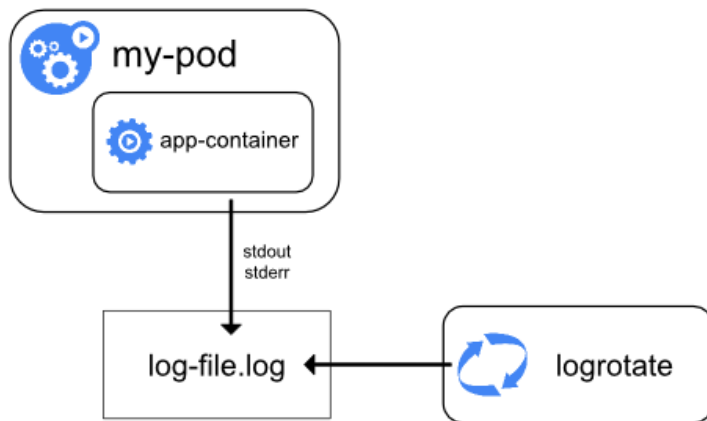 my-pod
app-container
stdout
stderr
log-file.log
logrotate